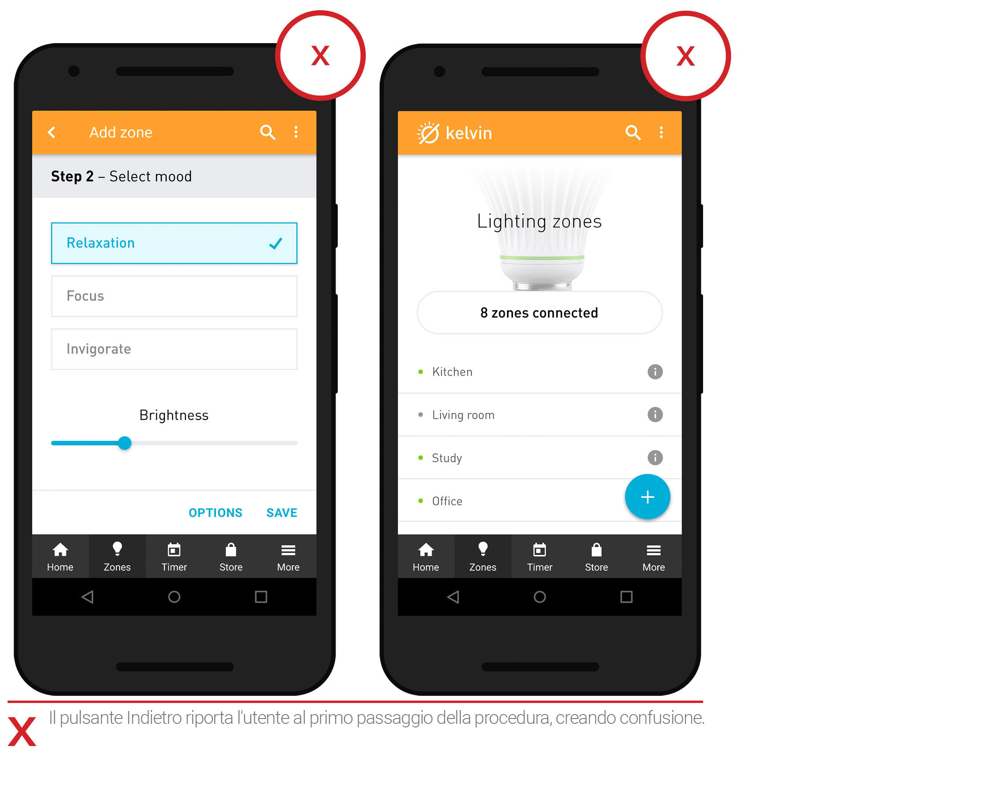 X
Add zone
Step 2 – Select mood
Relaxation
Focus
Invigorate
Brightness
OPTIONS SAVE
Home Zones Timer Store More
X
kelvin
Lighting zones
8 zones connected
Kitchen
Living room
Study
Office
Home Zones Timer Store More
X Il pulsante Indietro riporta l'utente al primo passaggio della procedura, creando confusione.